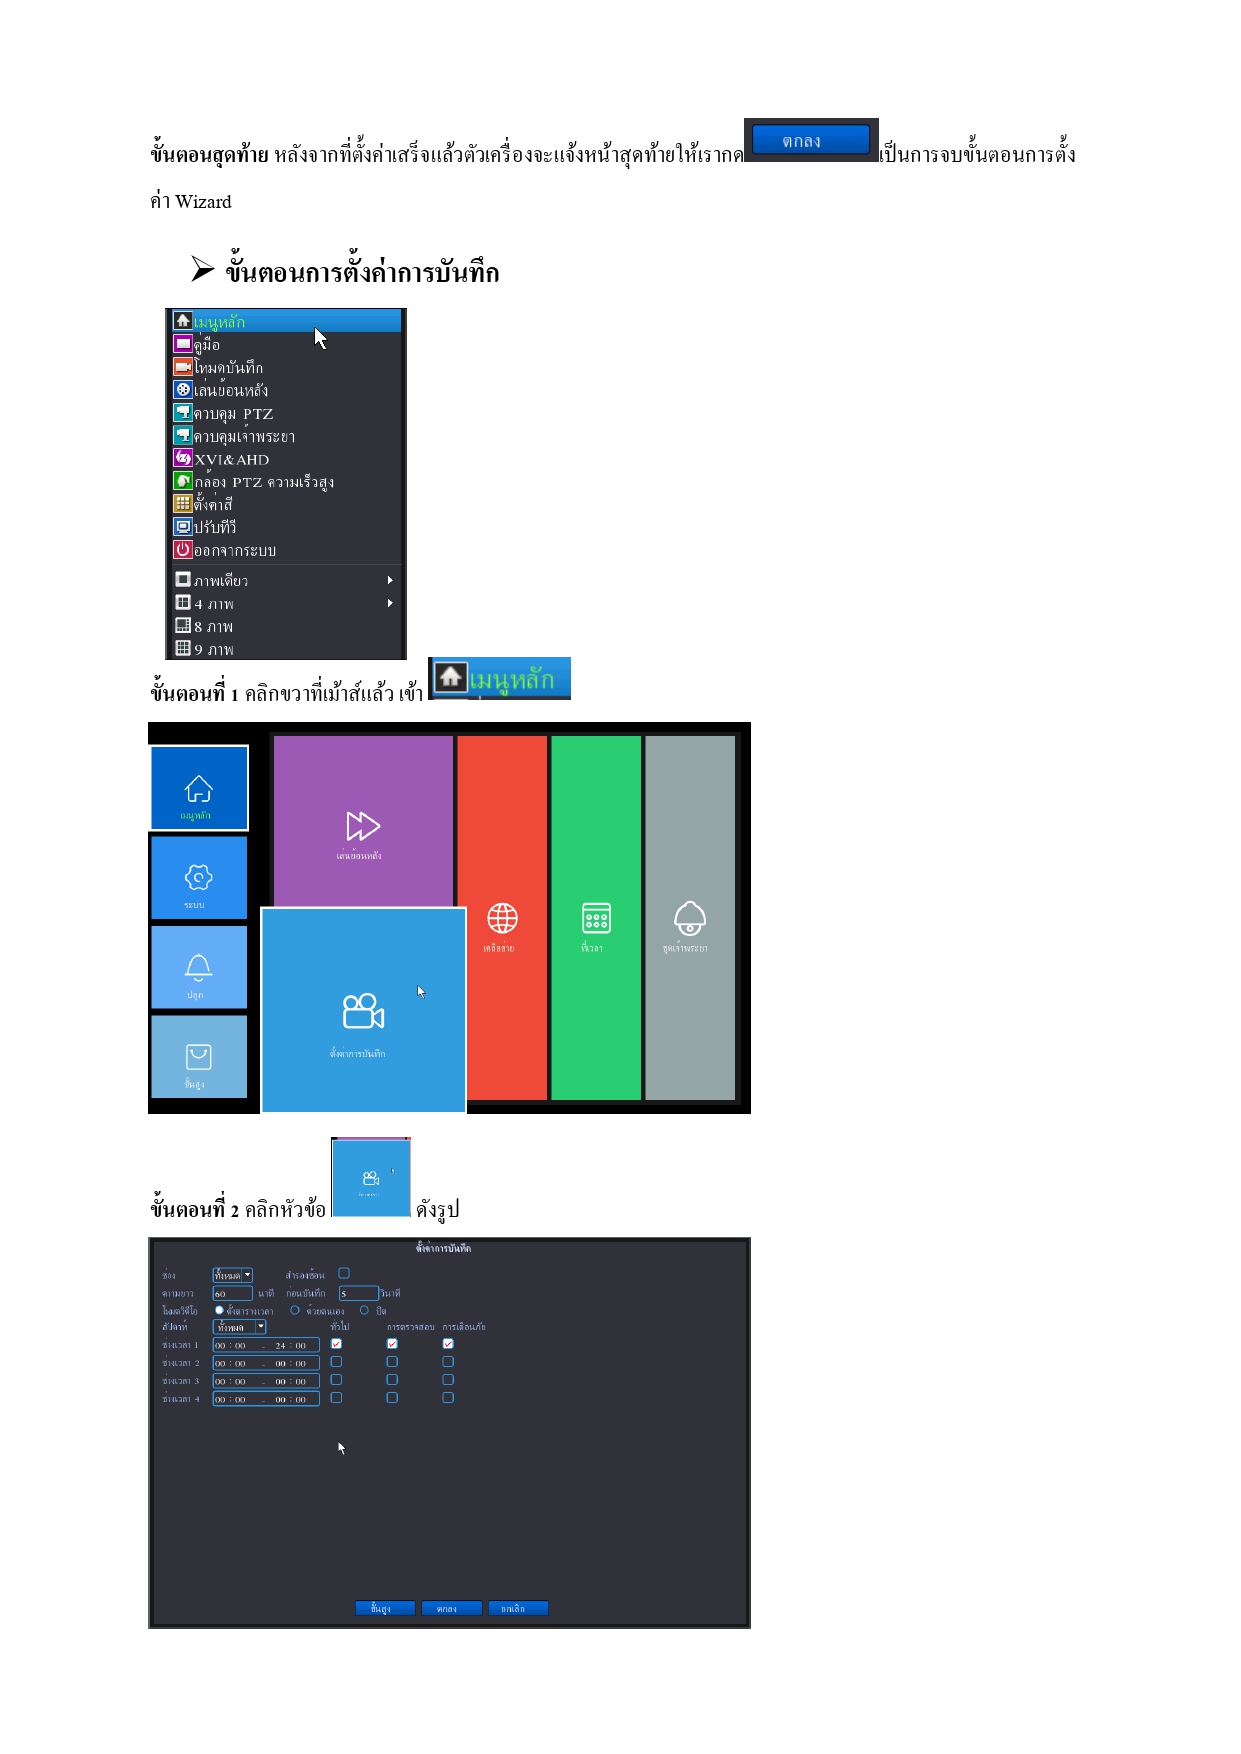 ขั้นตอนสุดท้าย หลังจากที่ตั้งค่าเสร็จแล้วตัวเครื่องจะแจ้งหน้าสุดท้ายให้เรากด ตกลง เป็นการจบขั้นตอนการตั้ง
ค่า Wizard
➢ ขั้นตอนการตั้งค่าการบันทึก
เมนูหลัก
คู่มือ
โหมดบันทึก
เล่นย้อนหลัง
ควบคุม PTZ
ควบคุมเจ้าพระยา
XVI&AHD
กล้อง PTZ ความเร็วสูง
ตั้งค่าสี
ปรับทีวี
ออกจากระบบ
ภาพเดียว
4 ภาพ
8 ภาพ
9 ภาพ
ขั้นตอนที่ 1 คลิกขวาที่เม้าส์แล้ว เข้า เมนูหลัก
เมนูหลัก
ระบบ
ปลุก
ขั้นสูง
เล่นย้อนหลัง
ตั้งค่าการบันทึก
เครือข่าย
ที่เวลา
ชุดเจ้าพระยา
ขั้นตอนที่ 2 คลิกหัวข้อ ดังรูป
ตั้งค่าการบันทึก
ช่อง ทั้งหมด สำรองซ้อน
ความยาว 60 นาที ก่อนบันทึก 5 วินาที
โหมดวิดีโอ ตั้งตารางเวลา ด้วยตนเอง ปิด
สัปดาห์ ทั้งหมด ทั่วไป การตรวจสอบ การเตือนภัย
ช่วงเวลา 1 00 : 00 - 24 : 00
ช่วงเวลา 2 00 : 00 - 00 : 00
ช่วงเวลา 3 00 : 00 - 00 : 00
ช่วงเวลา 4 00 : 00 - 00 : 00
ขั้นสูง ตกลง ยกเลิก